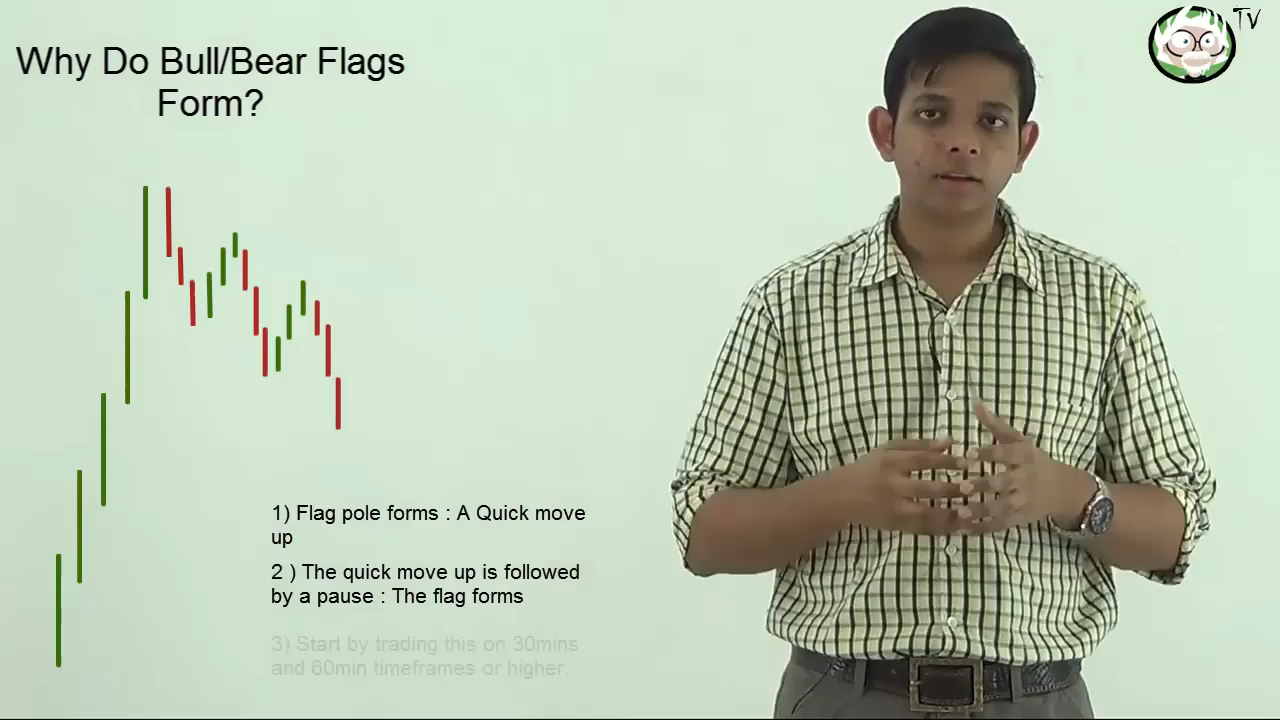 Why Do Bull/Bear Flags
Form?
TV
1) Flag pole forms : A Quick move
up
2 ) The quick move up is followed
by a pause : The flag forms
3) Start by trading this on 30mins
and 60min timeframes or higher.